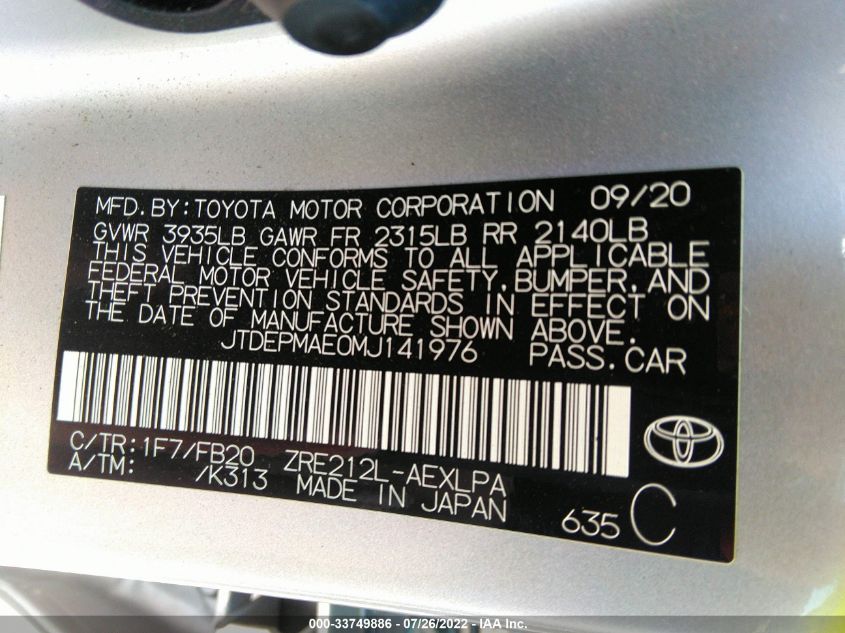 MFD.BY:TOYOTA MOTOR CORPORATION 09/20
GVWR 3935LB GAWR FR 2315LB RR 2140LB
THIS VEHICLE CONFORMS TO ALL APPLICABLE
FEDERAL MOTOR VEHICLE SAFETY,BUMPER,AND
THEFT PREVENTION STANDARDS IN EFFECT ON
THE DATE OF MANUFACTURE SHOWN ABOVE.
JTDEPMAE0MJ141976 PASS.CAR
C/TR:1F7/FB20 ZRE212L-AEXLPA
A/TM: /K313 MADE IN JAPAN
635 C
000-33749886 - 07/26/2022 - IAA Inc.